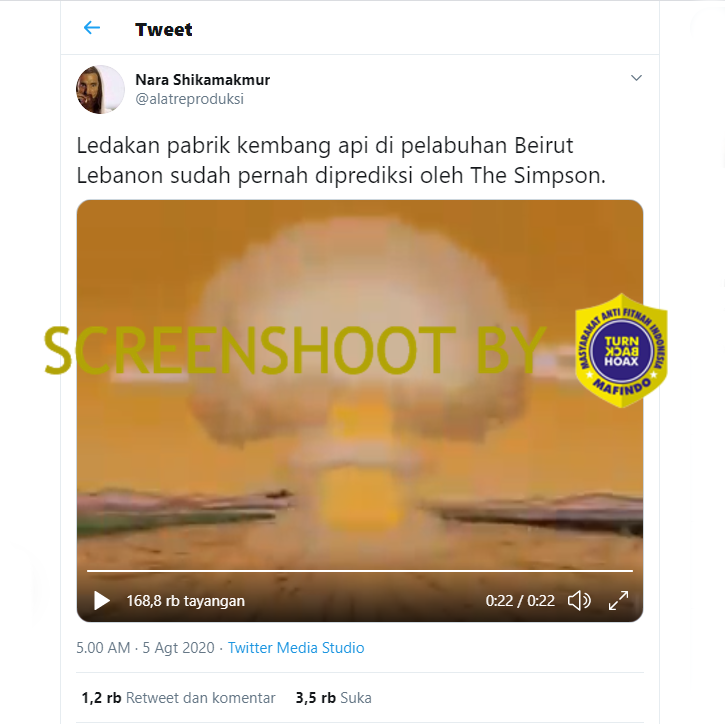 Tweet
Nara Shikamakmur
@alatreproduksi
Ledakan pabrik kembang api di pelabuhan Beirut
Lebanon sudah pernah diprediksi oleh The Simpson.
SCREENSHOOT BY
MASYARAKAT ANTI FITNAH INDONESIA
TURN
BACK
HOAX
MAFINDO
168,8 rb tayangan
0:22 / 0:22
5.00 AM · 5 Agt 2020 · Twitter Media Studio
1,2 rb Retweet dan komentar 3,5 rb Suka